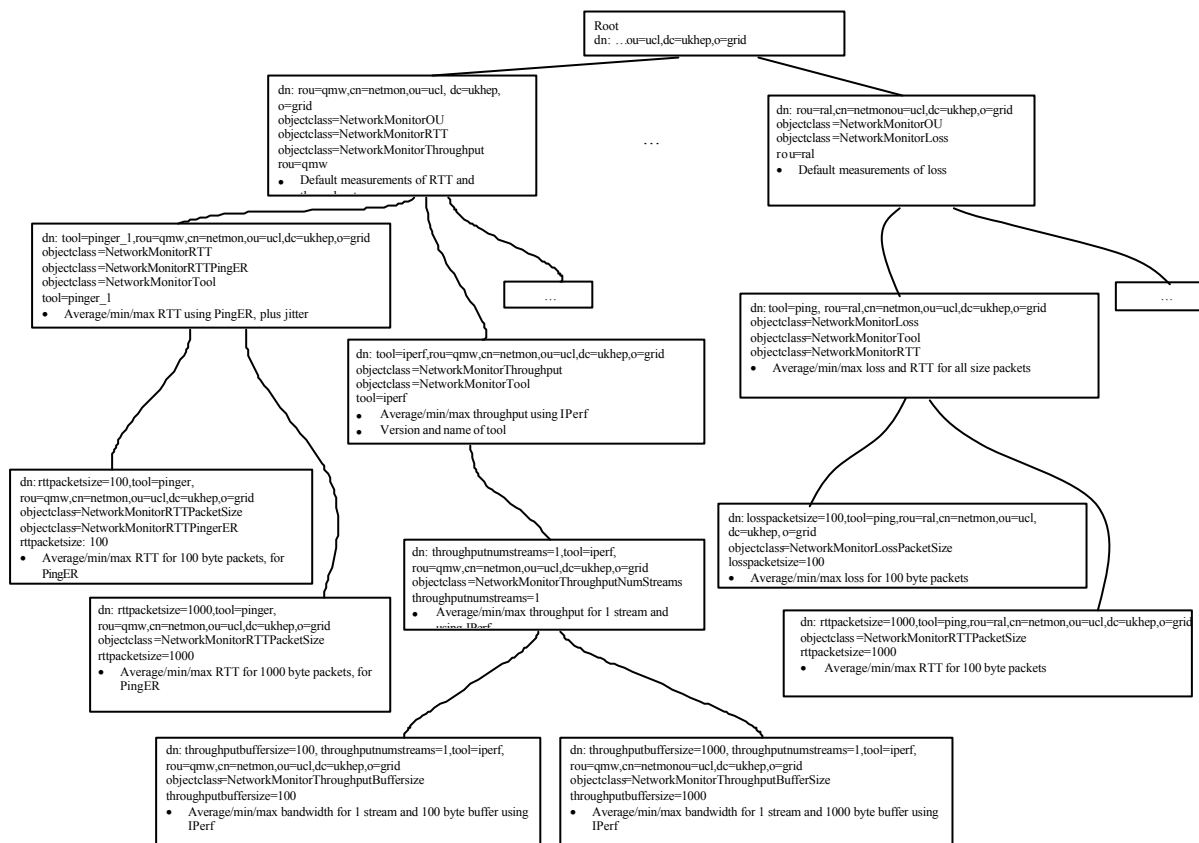 Root
dn: …ou=ucl,dc=ukhep,o=grid
dn: rou=qmw,cn=netmon,ou=ucl, dc=ukhep,
o=grid
objectclass=NetworkMonitorOU
objectclass=NetworkMonitorRTT
objectclass=NetworkMonitorThroughput
rou=qmw
• Default measurements of RTT and
…
dn: rou=ral,cn=netmonou=ucl,dc=ukhep,o=grid
objectclass=NetworkMonitorOU
objectclass=NetworkMonitorLoss
rou=ral
• Default measurements of loss
dn: tool=pinger_1,rou=qmw,cn=netmon,ou=ucl,dc=ukhep,o=grid
objectclass=NetworkMonitorRTT
objectclass=NetworkMonitorRTTPingER
objectclass=NetworkMonitorTool
tool=pinger_1
• Average/min/max RTT using PingER, plus jitter
…
dn: tool=ping, rou=ral,cn=netmon,ou=ucl,dc=ukhep,o=grid
objectclass=NetworkMonitorLoss
objectclass=NetworkMonitorTool
objectclass=NetworkMonitorRTT
• Average/min/max loss and RTT for all size packets
…
dn: tool=iperf,rou=qmw,cn=netmon,ou=ucl,dc=ukhep,o=grid
objectclass=NetworkMonitorThroughput
objectclass=NetworkMonitorTool
tool=iperf
• Average/min/max throughput using IPerf
• Version and name of tool
dn: rttpacketsize=100,tool=pinger,
rou=qmw,cn=netmon,ou=ucl,dc=ukhep,o=grid
objectclass=NetworkMonitorRTTPacketSize
objectclass=NetworkMonitorRTTPingerER
rttpacketsize: 100
• Average/min/max RTT for 100 byte packets, for
PingER
dn: losspacketsize=100,tool=ping,rou=ral,cn=netmon,ou=ucl,
dc=ukhep, o=grid
objectclass=NetworkMonitorLossPacketSize
losspacketsize=100
• Average/min/max loss for 100 byte packets
dn: throughputnumstreams=1,tool=iperf,
rou=qmw,cn=netmon,ou=ucl,dc=ukhep,o=grid
objectclass=NetworkMonitorThroughputNumStreams
throughputnumstreams=1
• Average/min/max throughput for 1 stream and
using IPerf
dn: rttpacketsize=1000,tool=pinger,
rou=qmw,cn=netmon,ou=ucl,dc=ukhep,o=grid
objectclass=NetworkMonitorRTTPacketSize
rttpacketsize=1000
• Average/min/max RTT for 1000 byte packets, for
PingER
dn: rttpacketsize=1000,tool=ping,rou=ral,cn=netmon,ou=ucl,dc=ukhep,o=grid
objectclass=NetworkMonitorRTTPacketSize
rttpacketsize=1000
• Average/min/max RTT for 100 byte packets
dn: throughputbuffersize=100, throughputnumstreams=1,tool=iperf,
rou=qmw,cn=netmon,ou=ucl,dc=ukhep,o=grid
objectclass=NetworkMonitorThroughputBuffersize
throughputbuffersize=100
• Average/min/max bandwidth for 1 stream and 100 byte buffer using
IPerf
dn: throughputbuffersize=1000, throughputnumstreams=1,tool=iperf,
rou=qmw,cn=netmonou=ucl,dc=ukhep,o=grid
objectclass=NetworkMonitorThroughputBufferSize
throughputbuffersize=1000
• Average/min/max bandwidth for 1 stream and 1000 byte buffer using
IPerf